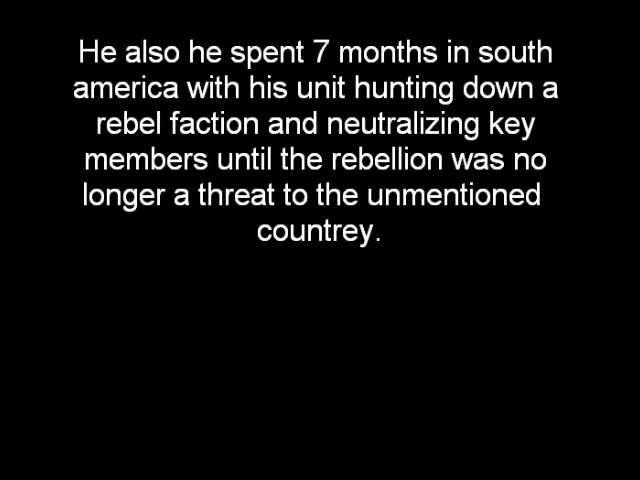 He also he spent 7 months in south
america with his unit hunting down a
rebel faction and neutralizing key
members until the rebellion was no
longer a threat to the unmentioned
countrey.